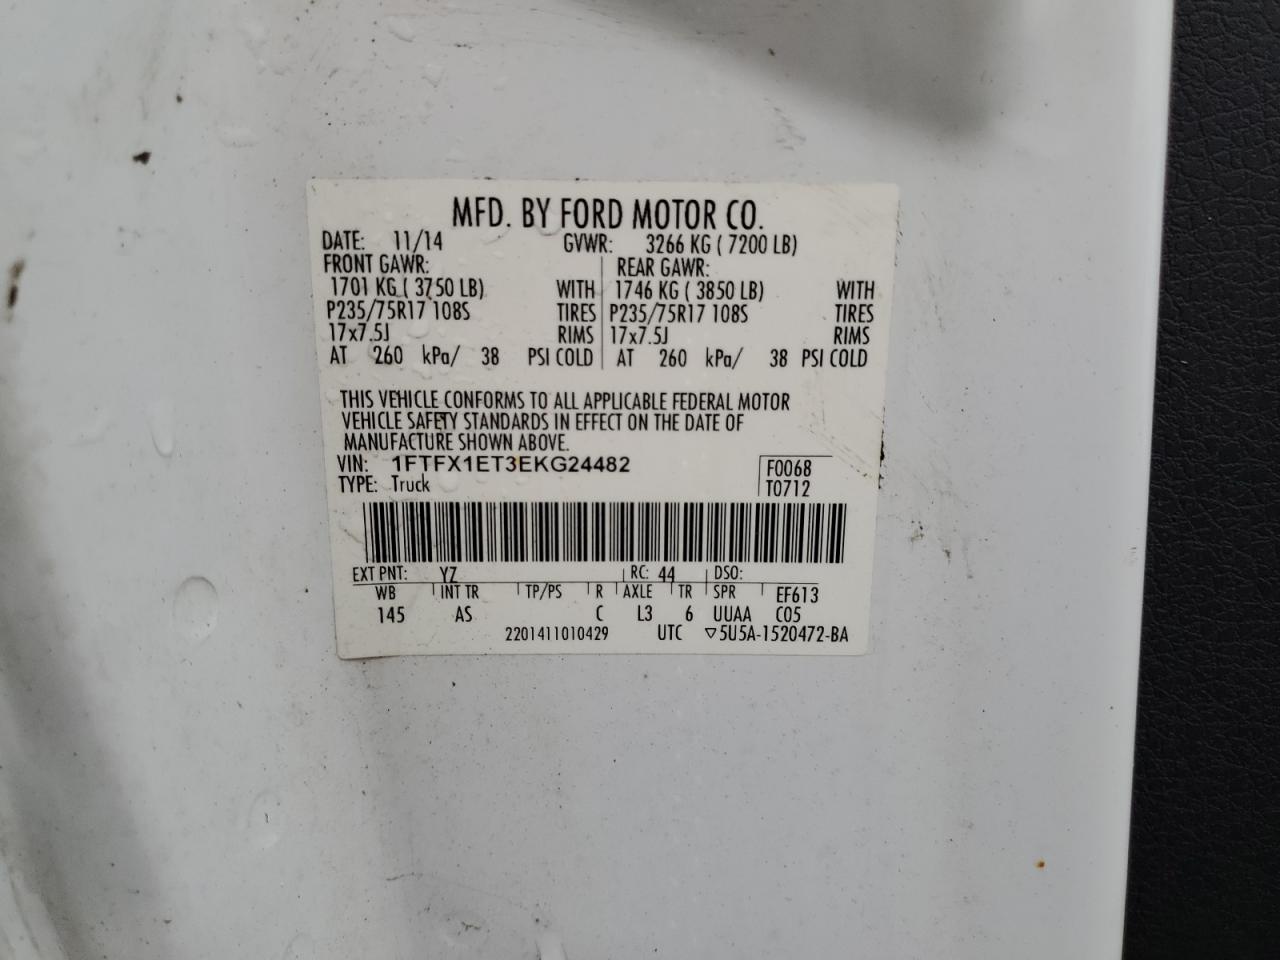 MFD. BY FORD MOTOR CO.
DATE: 11/14 GVWR: 3266 KG ( 7200 LB)
FRONT GAWR: REAR GAWR:
1701 KG ( 3750 LB) WITH 1746 KG ( 3850 LB) WITH
P235/75R17 108S TIRES P235/75R17 108S TIRES
17x7.5J RIMS 17x7.5J RIMS
AT 260 kPa/ 38 PSI COLD AT 260 kPa/ 38 PSI COLD
THIS VEHICLE CONFORMS TO ALL APPLICABLE FEDERAL MOTOR
VEHICLE SAFETY STANDARDS IN EFFECT ON THE DATE OF
MANUFACTURE SHOWN ABOVE.
VIN: 1FTFX1ET3EKG24482 F0068
TYPE: Truck T0712
EXT PNT: YZ RC: 44 DSO:
WB INT TR TP/PS R AXLE TR SPR EF613
145 AS C L3 6 UUAA C05
2201411010429 UTC ▽5U5A-1520472-BA